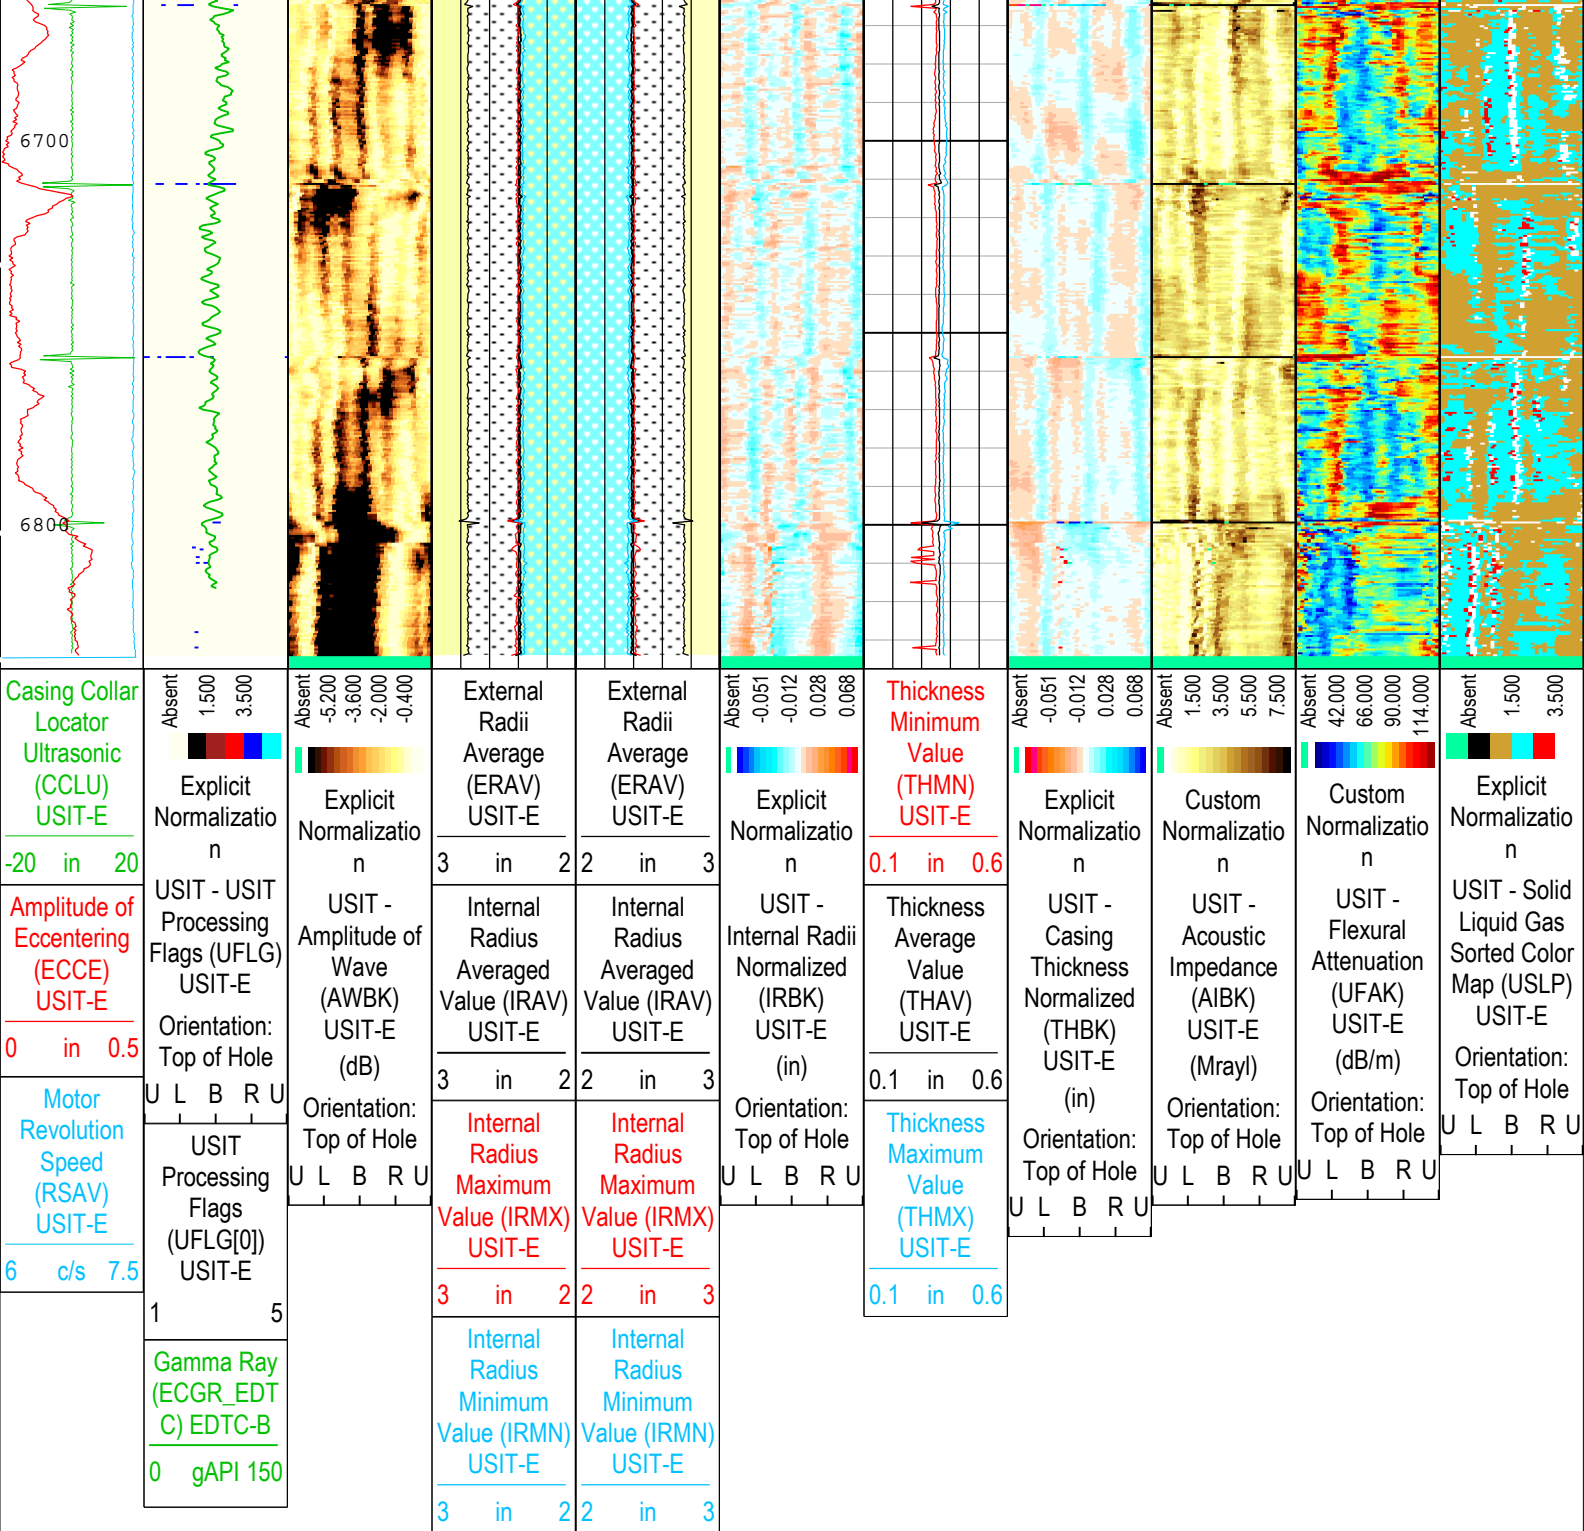 6700
6800
Casing Collar
Locator
Ultrasonic
(CCLU)
USIT-E
-20 in 20
Amplitude of
Eccentering
(ECCE)
USIT-E
0 in 0.5
Motor
Revolution
Speed
(RSAV)
USIT-E
6 c/s 7.5
Absent
1.500
3.500
Explicit
Normalizatio
n
USIT - USIT
Processing
Flags (UFLG)
USIT-E
Orientation:
Top of Hole
U L B R U
USIT
Processing
Flags
(UFLG[0])
USIT-E
1 5
Gamma Ray
(ECGR_EDT
C) EDTC-B
0 gAPI 150
Absent
-5.200
-3.600
-2.000
-0.400
Explicit
Normalizatio
n
USIT -
Amplitude of
Wave
(AWBK)
USIT-E
(dB)
Orientation:
Top of Hole
U L B R U
External
Radii
Average
(ERAV)
USIT-E
3 in 2
Internal
Radius
Averaged
Value (IRAV)
USIT-E
3 in 2
Internal
Radius
Maximum
Value (IRMX)
USIT-E
3 in 2
Internal
Radius
Minimum
Value (IRMN)
USIT-E
3 in 2
External
Radii
Average
(ERAV)
USIT-E
2 in 3
Internal
Radius
Averaged
Value (IRAV)
USIT-E
2 in 3
Internal
Radius
Maximum
Value (IRMX)
USIT-E
2 in 3
Internal
Radius
Minimum
Value (IRMN)
USIT-E
2 in 3
Absent
-0.051
-0.012
0.028
0.068
Explicit
Normalizatio
n
USIT -
Internal Radii
Normalized
(IRBK)
USIT-E
(in)
Orientation:
Top of Hole
U L B R U
Thickness
Minimum
Value
(THMN)
USIT-E
0.1 in 0.6
Thickness
Average
Value
(THAV)
USIT-E
0.1 in 0.6
Thickness
Maximum
Value
(THMX)
USIT-E
0.1 in 0.6
Absent
-0.051
-0.012
0.028
0.068
Explicit
Normalizatio
n
USIT -
Casing
Thickness
Normalized
(THBK)
USIT-E
(in)
Orientation:
Top of Hole
U L B R U
Absent
1.500
3.500
5.500
7.500
Custom
Normalizatio
n
USIT -
Acoustic
Impedance
(AIBK)
USIT-E
(Mrayl)
Orientation:
Top of Hole
U L B R U
Absent
42.000
66.000
90.000
114.000
Custom
Normalizatio
n
USIT -
Flexural
Attenuation
(UFAK)
USIT-E
(dB/m)
Orientation:
Top of Hole
U L B R U
Absent
1.500
3.500
Explicit
Normalizatio
n
USIT - Solid
Liquid Gas
Sorted Color
Map (USLP)
USIT-E
Orientation:
Top of Hole
U L B R U